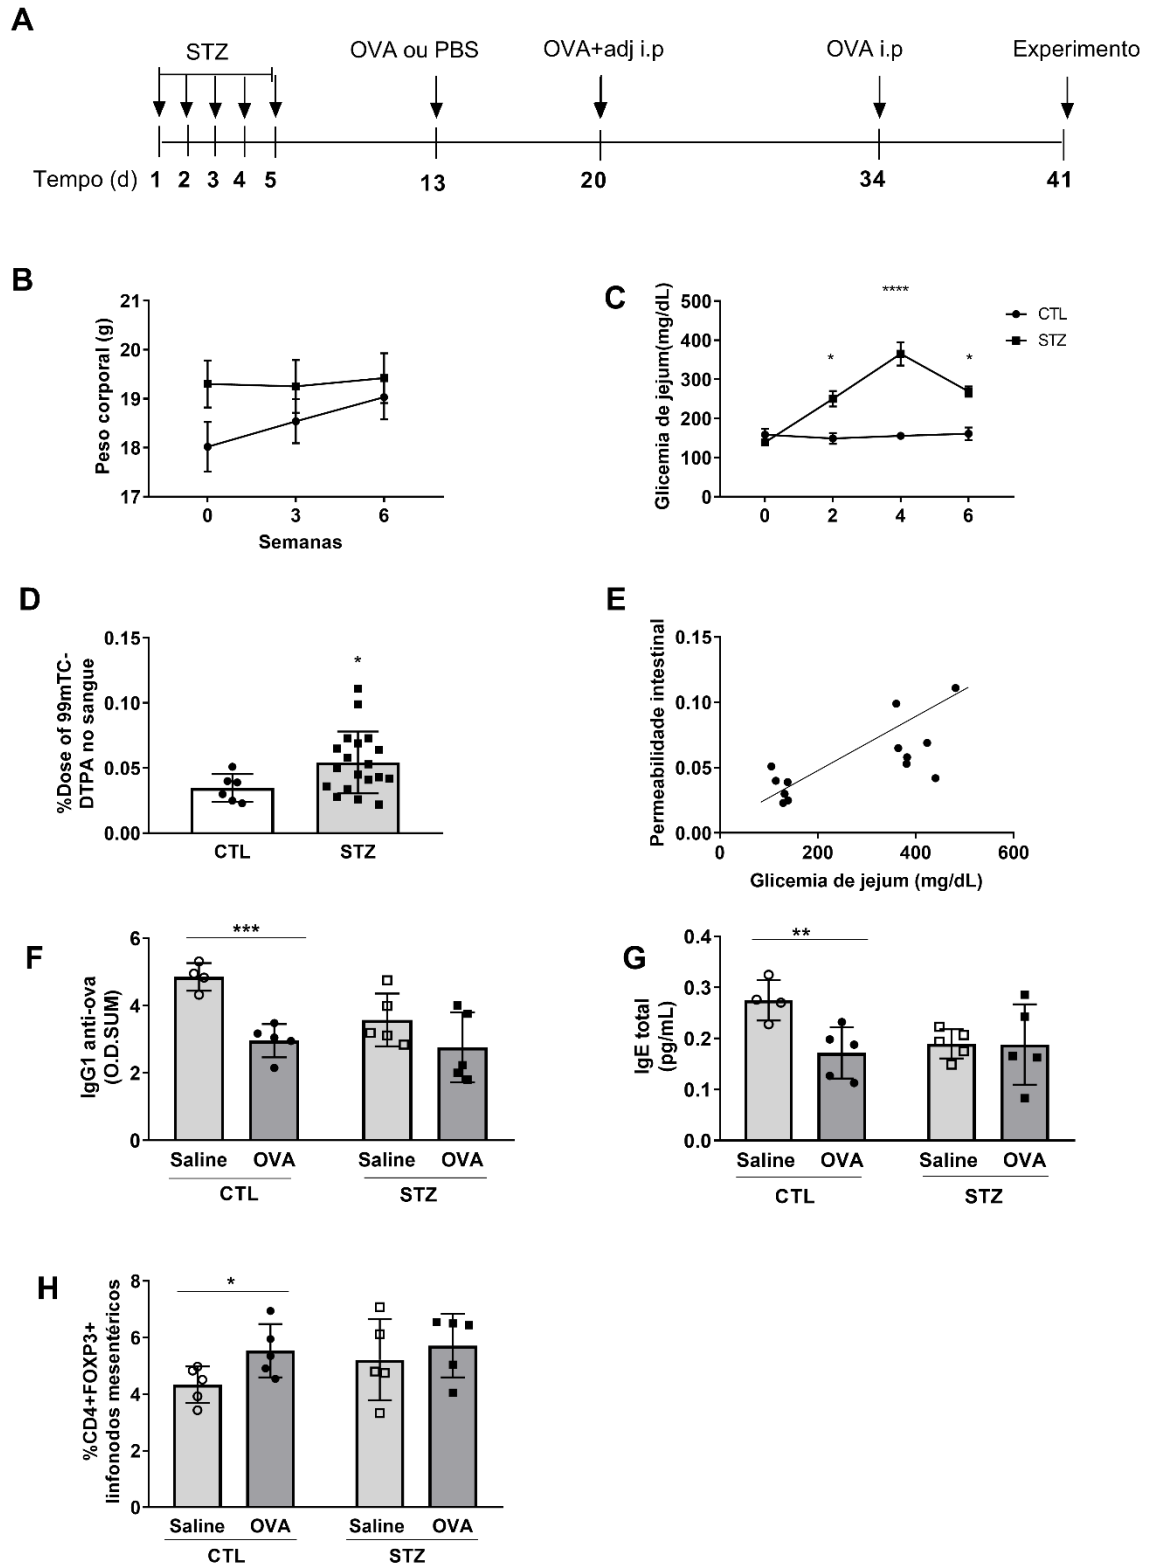 A
STZ
OVA ou PBS
OVA+adj i.p
OVA i.p
Experimento
Tempo (d) 1 2 3 4 5 13 20 34 41
B
Peso corporal (g)
21
20
19
18
17
0 3 6
Semanas
C
Glicemia de jejum(mg/dL)
500
400
300
200
100
0
****
*
*
0 2 4 6
CTL
STZ
D
%Dose of 99mTC-
DTPA no sangue
0.15
0.10
0.05
0.00
*
CTL STZ
E
Permeabilidade intestinal
0.15
0.10
0.05
0.00
0 200 400 600
Glicemia de jejum (mg/dL)
F
IgG1 anti-ova
(O.D.SUM)
6
4
2
0
***
Saline OVA Saline OVA
CTL STZ
G
IgE total
(pg/mL)
0.4
0.3
0.2
0.1
0.0
**
Saline OVA Saline OVA
CTL STZ
H
%CD4+FOXP3+
linfonodos mesentéricos
8
6
4
2
0
*
Saline OVA Saline OVA
CTL STZ